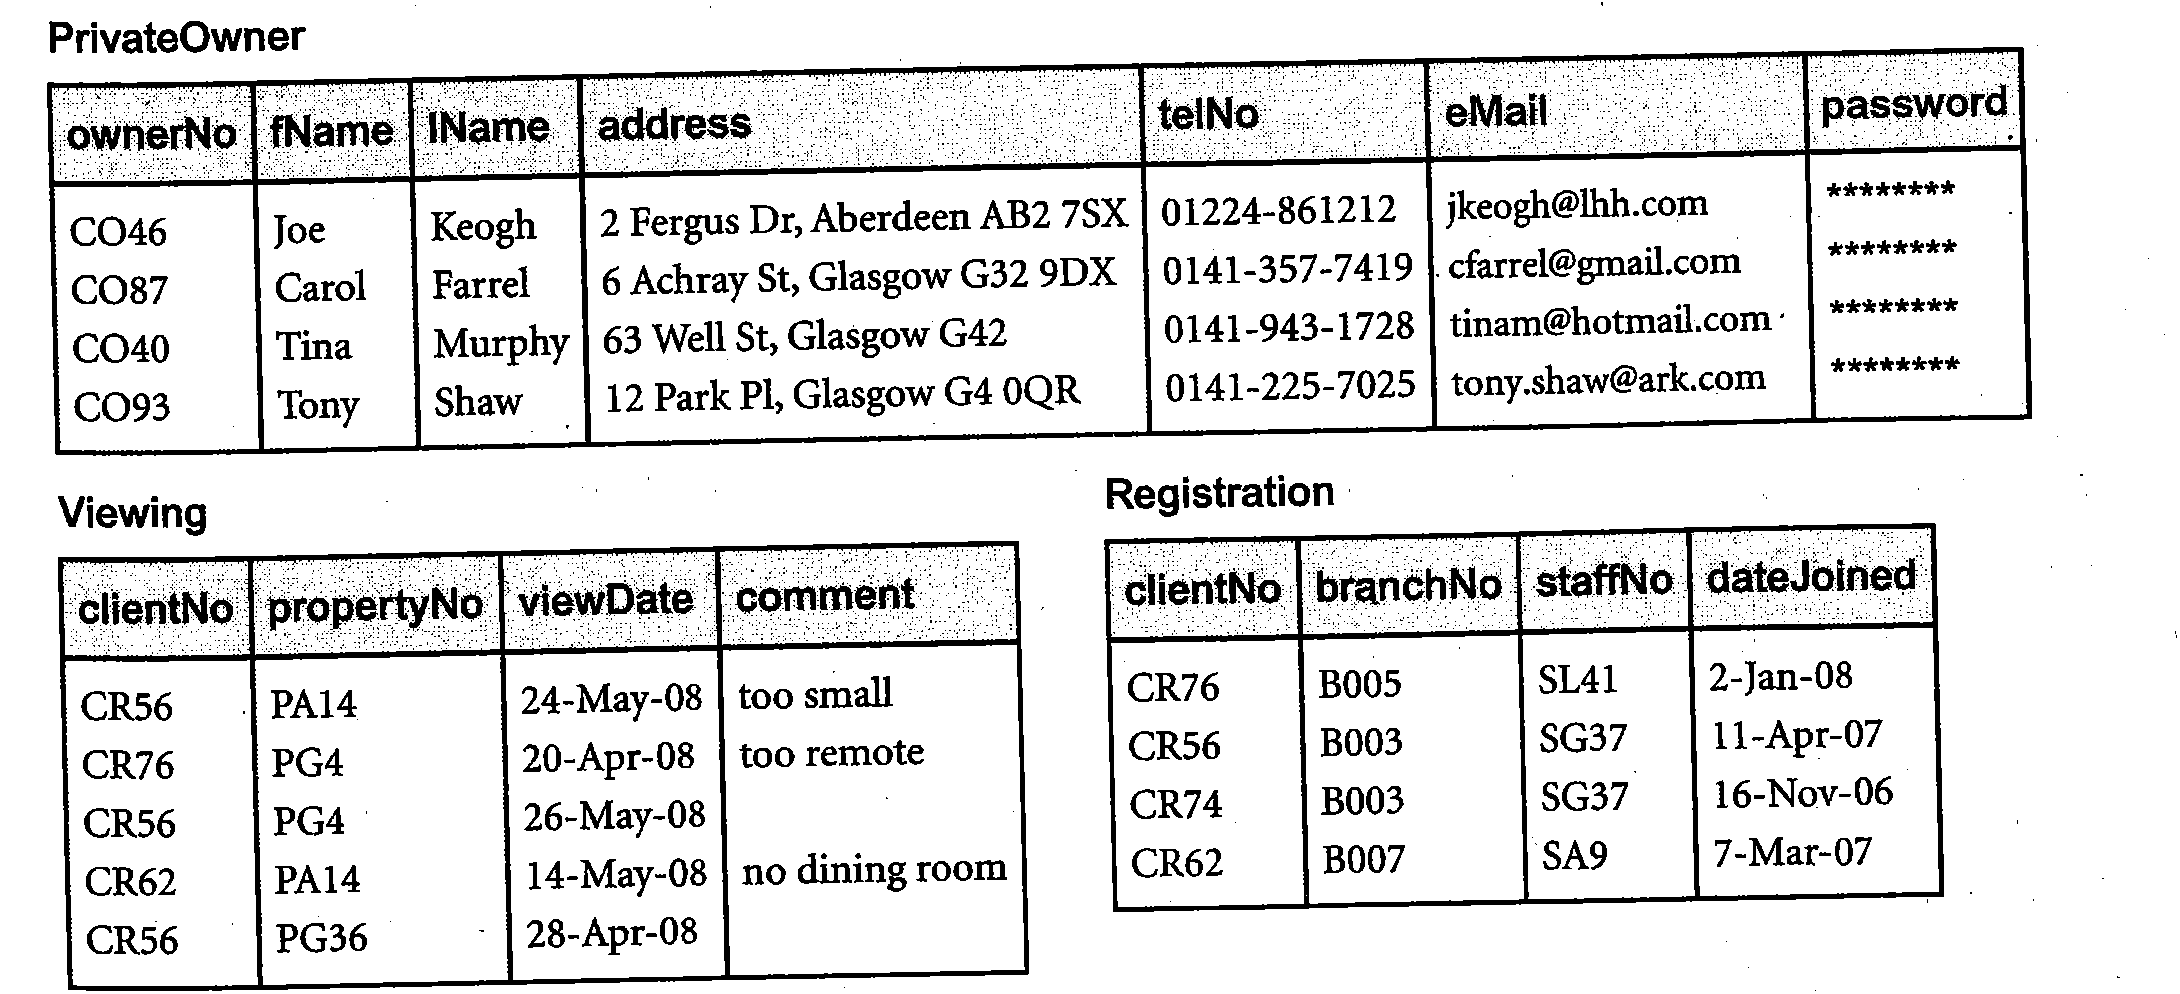 PrivateOwner
ownerNo fName lName address telNo eMail password
CO46 Joe Keogh 2 Fergus Dr, Aberdeen AB2 7SX 01224-861212 jkeogh@lhh.com ********
CO87 Carol Farrel 6 Achray St, Glasgow G32 9DX 0141-357-7419 cfarrel@gmail.com ********
CO40 Tina Murphy 63 Well St, Glasgow G42 0141-943-1728 tinam@hotmail.com ********
CO93 Tony Shaw 12 Park Pl, Glasgow G4 0QR 0141-225-7025 tony.shaw@ark.com ********
Viewing
clientNo propertyNo viewDate comment
CR56 PA14 24-May-08 too small
CR76 PG4 20-Apr-08 too remote
CR56 PG4 26-May-08
CR62 PA14 14-May-08 no dining room
CR56 PG36 28-Apr-08
Registration
clientNo branchNo staffNo dateJoined
CR76 B005 SL41 2-Jan-08
CR56 B003 SG37 11-Apr-07
CR74 B003 SG37 16-Nov-06
CR62 B007 SA9 7-Mar-07